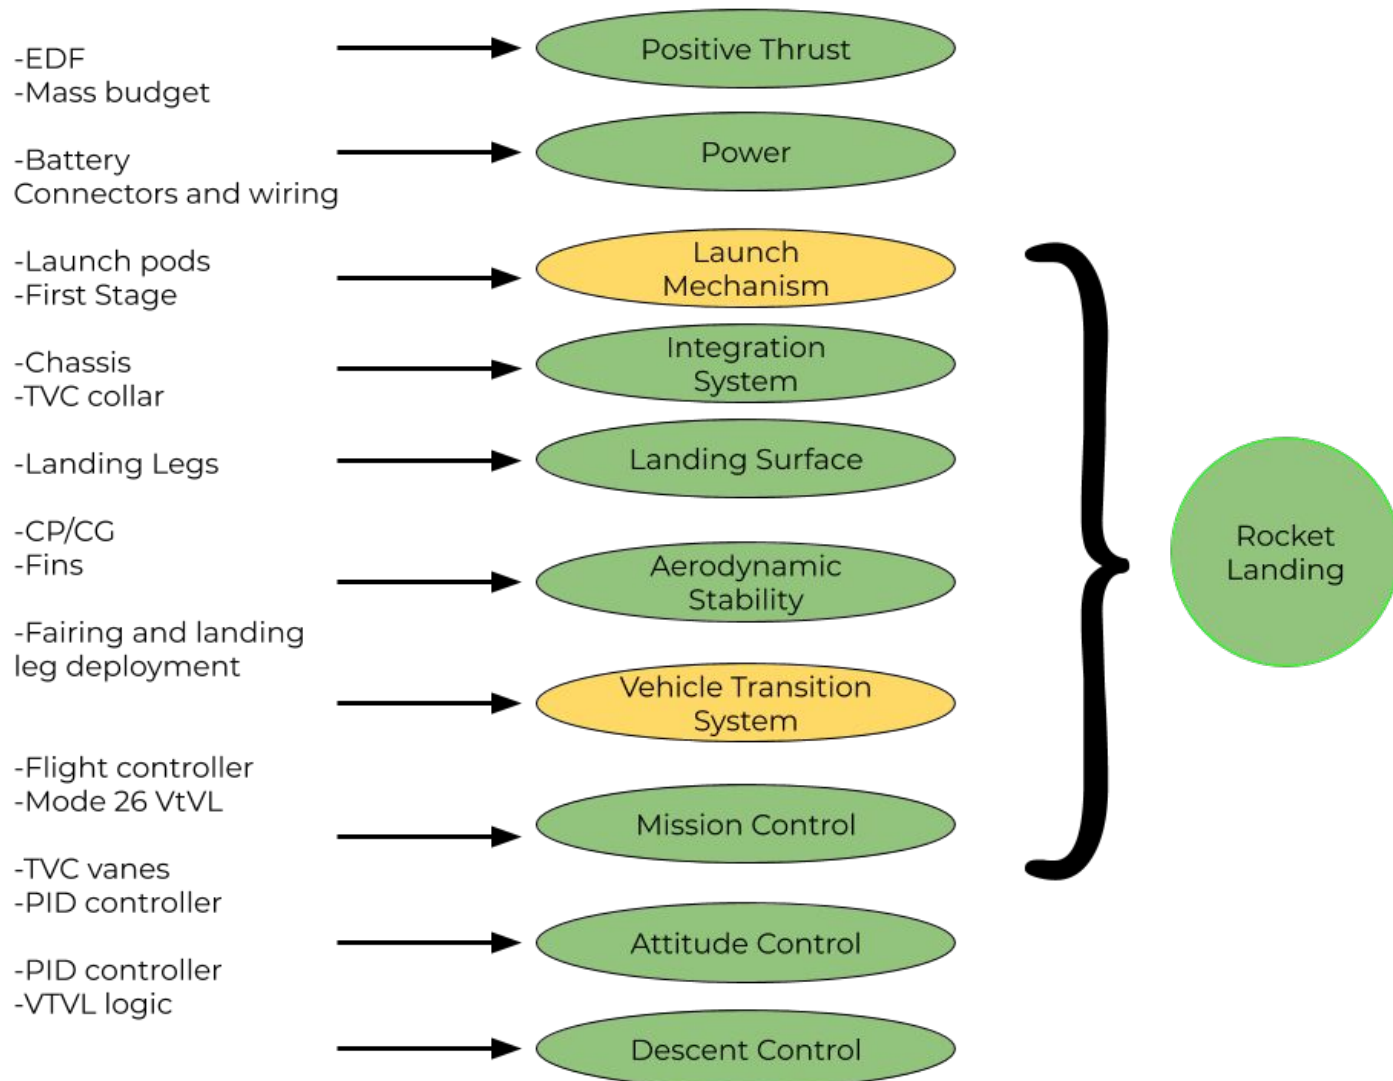 -EDF
-Mass budget
-Battery
Connectors and wiring
-Launch pods
-First Stage
-Chassis
-TVC collar
-Landing Legs
-CP/CG
-Fins
-Fairing and landing
leg deployment
-Flight controller
-Mode 26 VtVL
-TVC vanes
-PID controller
-PID controller
-VTVL logic
Positive Thrust
Power
Launch
Mechanism
Integration
System
Landing Surface
Aerodynamic
Stability
Vehicle Transition
System
Mission Control
Attitude Control
Descent Control
Rocket
Landing